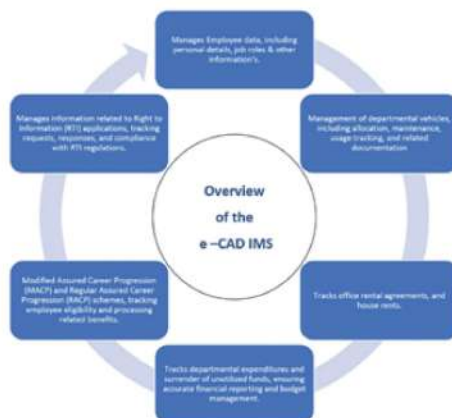 Manages Employee data, including
personal details, job roles & other
information's.
Management of departmental vehicles,
including allocation, maintenance,
usage tracking, and related
documentation
Tracks office rental agreements, and
house rents.
Tracks departmental expenditures and
surrender of unutilized funds, ensuring
accurate financial reporting and budget
management.
Modified Assured Career Progression
(MACP) and Regular Assured Career
Progression (RACP) schemes, tracking
employee eligibility and processing
related benefits.
Manages information related to Right to
Information (RTI) applications, tracking
requests, responses, and compliance
with RTI regulations.
Overview
of the
e –CAD IMS